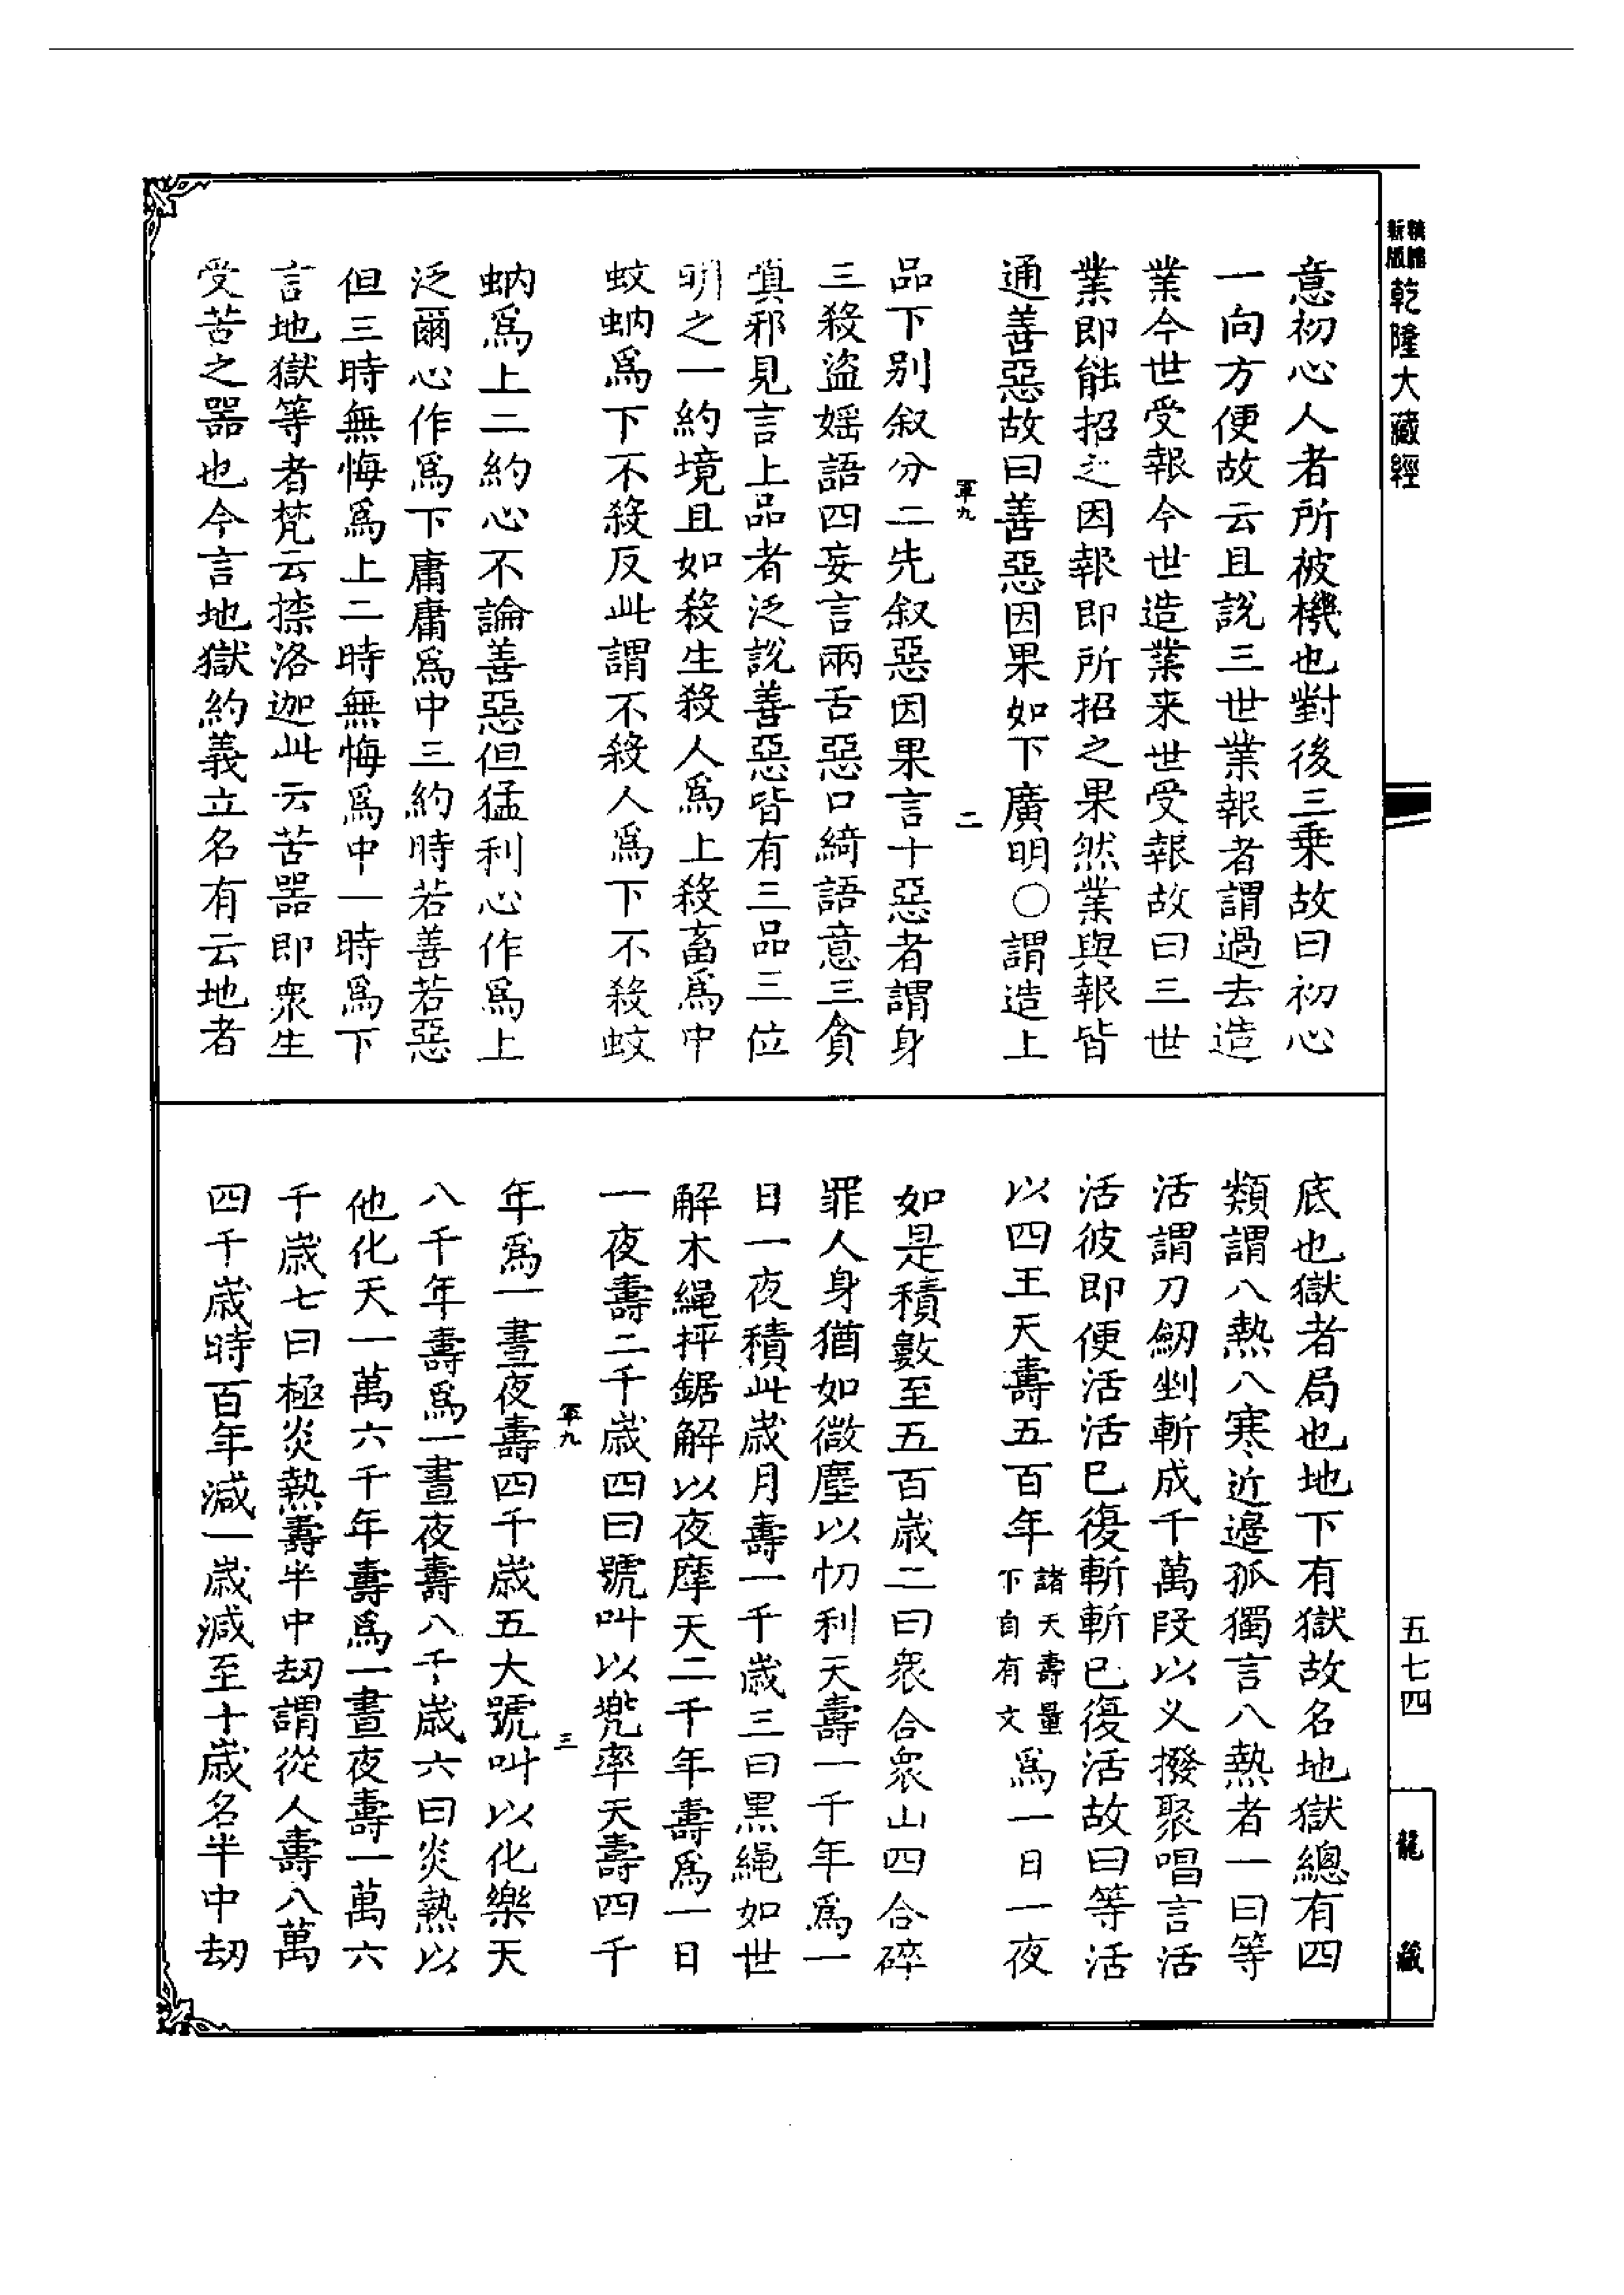 新版精縮乾隆大藏經
意初心人者所被機也對後三乗故曰初心
一向方便故云且說三世業報者謂過去造
業今世受報今世造業来世受報故曰三世
業即能招之因報即所招之果然業與報皆
通善惡故曰善惡因果如下廣明〇謂造上
軍九 二
品下别叙分二先叙惡因果言十惡者謂身
三殺盜婬語四妄言兩舌惡口綺語意三貪
嗔邪見言上品者泛說善惡皆有三品三位
明之一約境且如殺生殺人爲上殺畜爲中
蚊蚋爲下不殺反此謂不殺人爲下不殺蚊
蚋爲上二約心不論善惡但猛利心作爲上
泛爾心作爲下庸庸爲中三約時若善若惡
但三時無悔爲上二時無悔爲中一時爲下
言地獄等者梵云捺洛迦此云苦器即衆生
受苦之器也今言地獄約義立名有云地者
底也獄者局也地下有獄故名地獄總有四
類謂八熱八寒近邊孤獨言八熱者一曰等
活謂刀劒剉斬成千萬段以义撥聚唱言活
活彼即便活活已復斬斬已復活故曰等活
以四王天壽五百年諸天壽量下自有文爲一日一夜
如是積數至五百歲二曰衆合衆山四合碎
罪人身猶如微塵以忉利天壽一千年爲一
日一夜積此歲月壽一千歲三曰黑繩如世
解木繩抨鋸解以夜摩天二千年壽爲一日
一夜壽二千歲四曰號叫以兠率天壽四千
軍九 三
年爲一晝夜壽四千歲五大號叫以化樂天
八千年壽爲一晝夜壽八千歲六曰炎熱以
他化天一萬六千年壽爲一晝夜壽一萬六
千歲七曰極炎熱壽半中刼謂從人壽八萬
四千歲時百年減一歲減至十歲名半中刼
五七四
龍藏